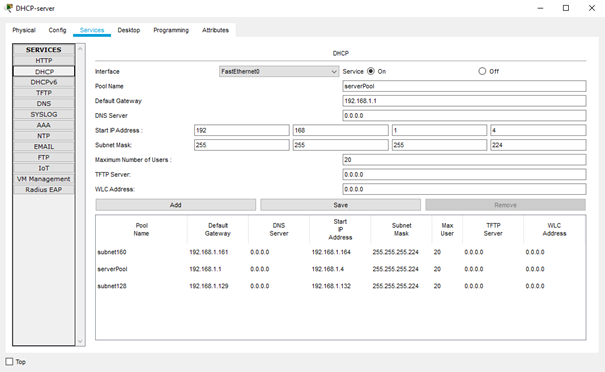 DHCP-server
Physical Config Services Desktop Programming Attributes
SERVICES
HTTP
DHCP
DHCPv6
TFTP
DNS
SYSLOG
AAA
NTP
EMAIL
FTP
IoT
VM Management
Radius EAP
DHCP
Interface FastEthernet0 Service On Off
Pool Name serverPool
Default Gateway 192.168.1.1
DNS Server 0.0.0.0
Start IP Address : 192 168 1 4
Subnet Mask: 255 255 255 224
Maximum Number of Users : 20
TFTP Server: 0.0.0.0
WLC Address: 0.0.0.0
Add Save Remove
Pool Name Default Gateway DNS Server Start IP Address Subnet Mask Max User TFTP Server WLC Address
subnet160 192.168.1.161 0.0.0.0 192.168.1.164 255.255.255.224 20 0.0.0.0 0.0.0.0
serverPool 192.168.1.1 0.0.0.0 192.168.1.4 255.255.255.224 20 0.0.0.0 0.0.0.0
subnet128 192.168.1.129 0.0.0.0 192.168.1.132 255.255.255.224 20 0.0.0.0 0.0.0.0
Top